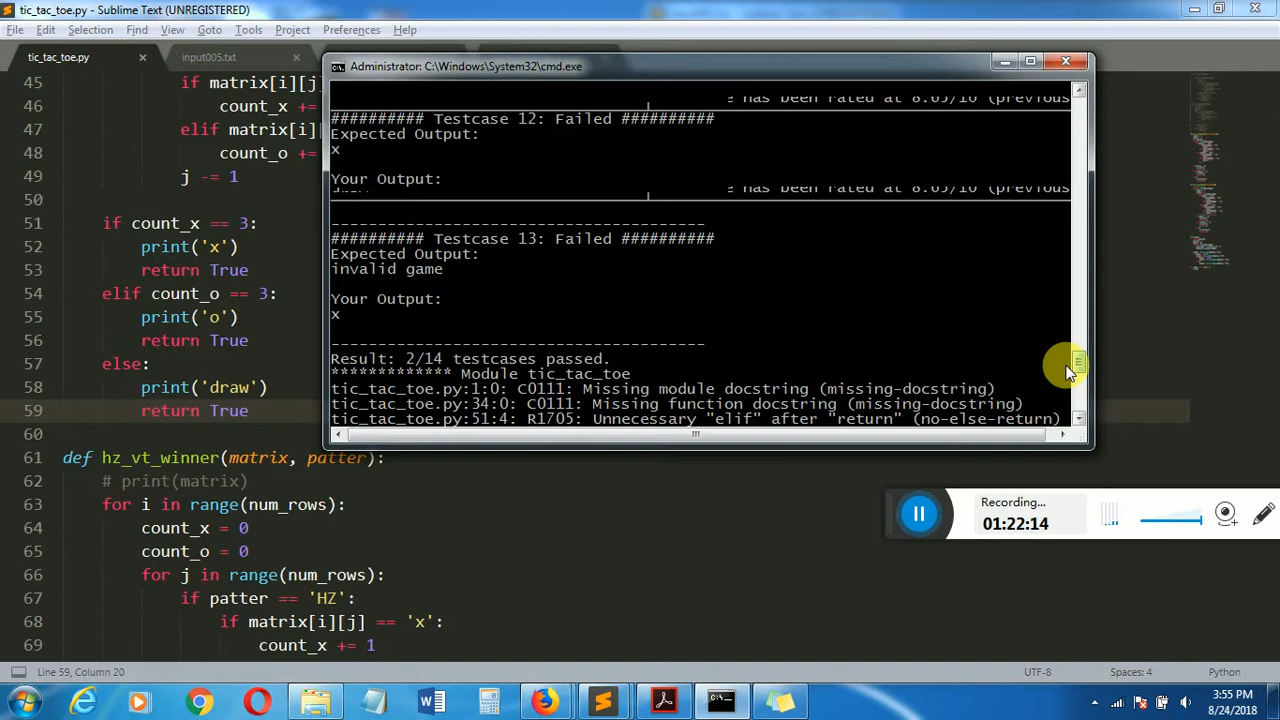 tic_tac_toe.py - Sublime Text (UNREGISTERED)
File Edit Selection Find View Goto Tools Project Preferences Help
tic_tac_toe.py input005.txt
45 if matrix[i][j]
46 count_x +=
47 elif matrix[i][
48 count_o +=
49 j -= 1
50
51 if count_x == 3:
52 print('x')
53 return True
54 elif count_o == 3:
55 print('o')
56 return True
57 else:
58 print('draw')
59 return True
60
61 def hz_vt_winner(matrix, patter):
62 # print(matrix)
63 for i in range(num_rows):
64 count_x = 0
65 count_o = 0
66 for j in range(num_rows):
67 if patter == 'HZ':
68 if matrix[i][j] == 'x':
69 count_x += 1
Administrator: C:\Windows\System32\cmd.exe
e has been rated at 8.65/10 (previous
########## Testcase 12: Failed ##########
Expected Output:
x
Your Output:
e has been rated at 8.65/10 (previous
----------------------------------------
########## Testcase 13: Failed ##########
Expected Output:
invalid game
Your Output:
x
----------------------------------------
Result: 2/14 testcases passed.
************* Module tic_tac_toe
tic_tac_toe.py:1:0: C0111: Missing module docstring (missing-docstring)
tic_tac_toe.py:34:0: C0111: Missing function docstring (missing-docstring)
tic_tac_toe.py:51:4: R1705: Unnecessary "elif" after "return" (no-else-return)
Recording...
01:22:14
Line 59, Column 20 UTF-8 Spaces: 4 Python
3:55 PM
8/24/2018